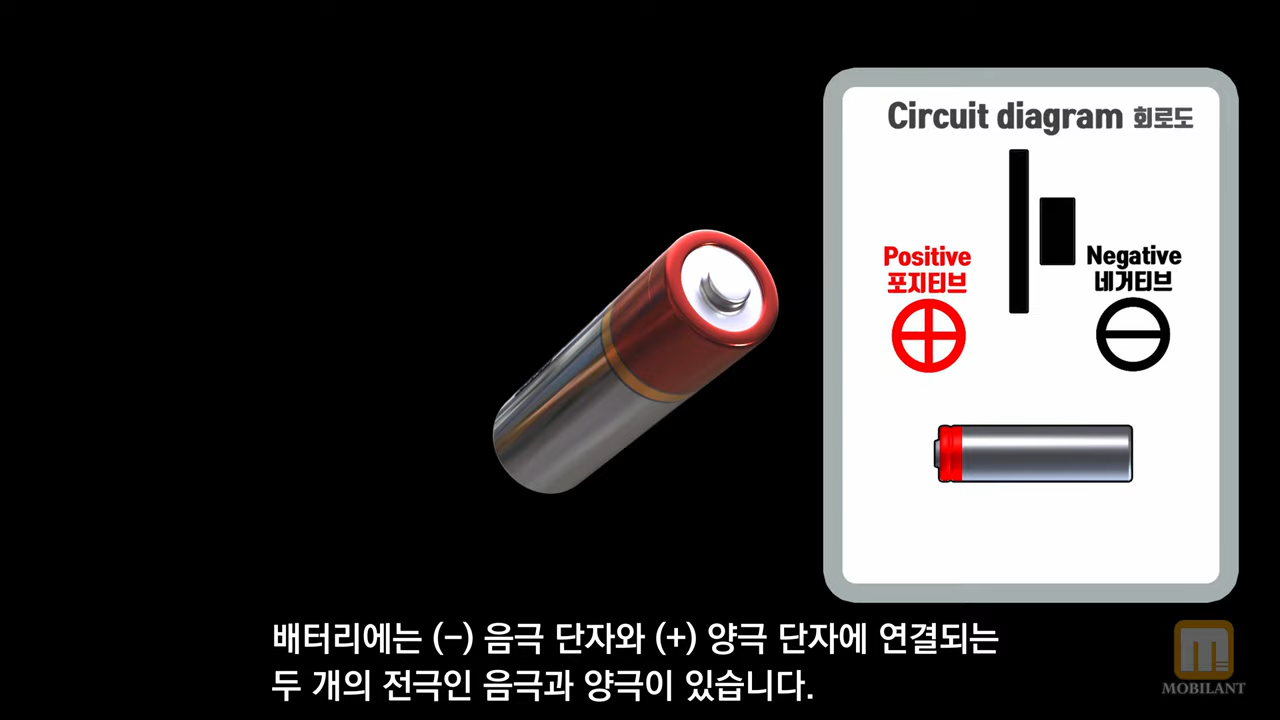 Circuit diagram 회로도
Positive
포지티브
Negative
네거티브
배터리에는 (-) 음극 단자와 (+) 양극 단자에 연결되는
두 개의 전극인 음극과 양극이 있습니다.
m
MOBILANT